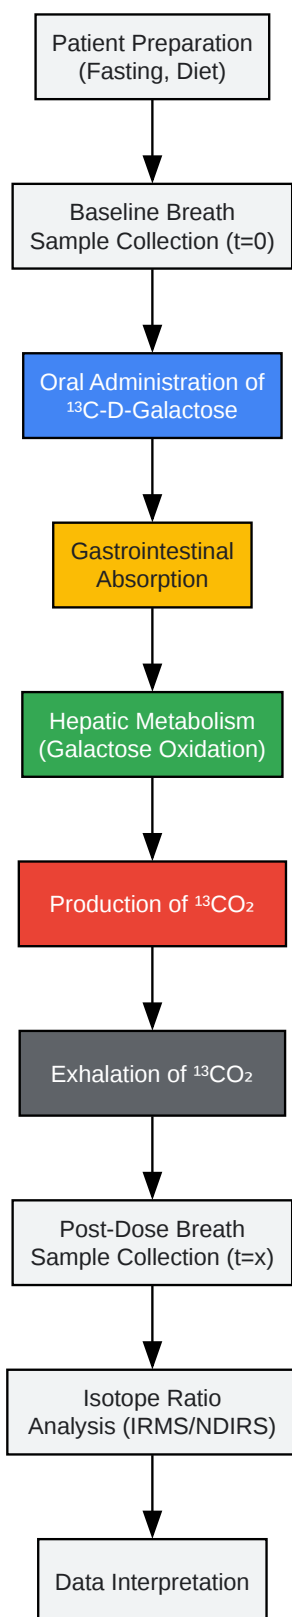 Patient Preparation
(Fasting, Diet)
Baseline Breath
Sample Collection (t=0)
Oral Administration of
¹³C-D-Galactose
Gastrointestinal
Absorption
Hepatic Metabolism
(Galactose Oxidation)
Production of ¹³CO₂
Exhalation of ¹³CO₂
Post-Dose Breath
Sample Collection (t=x)
Isotope Ratio
Analysis (IRMS/NDIRS)
Data Interpretation